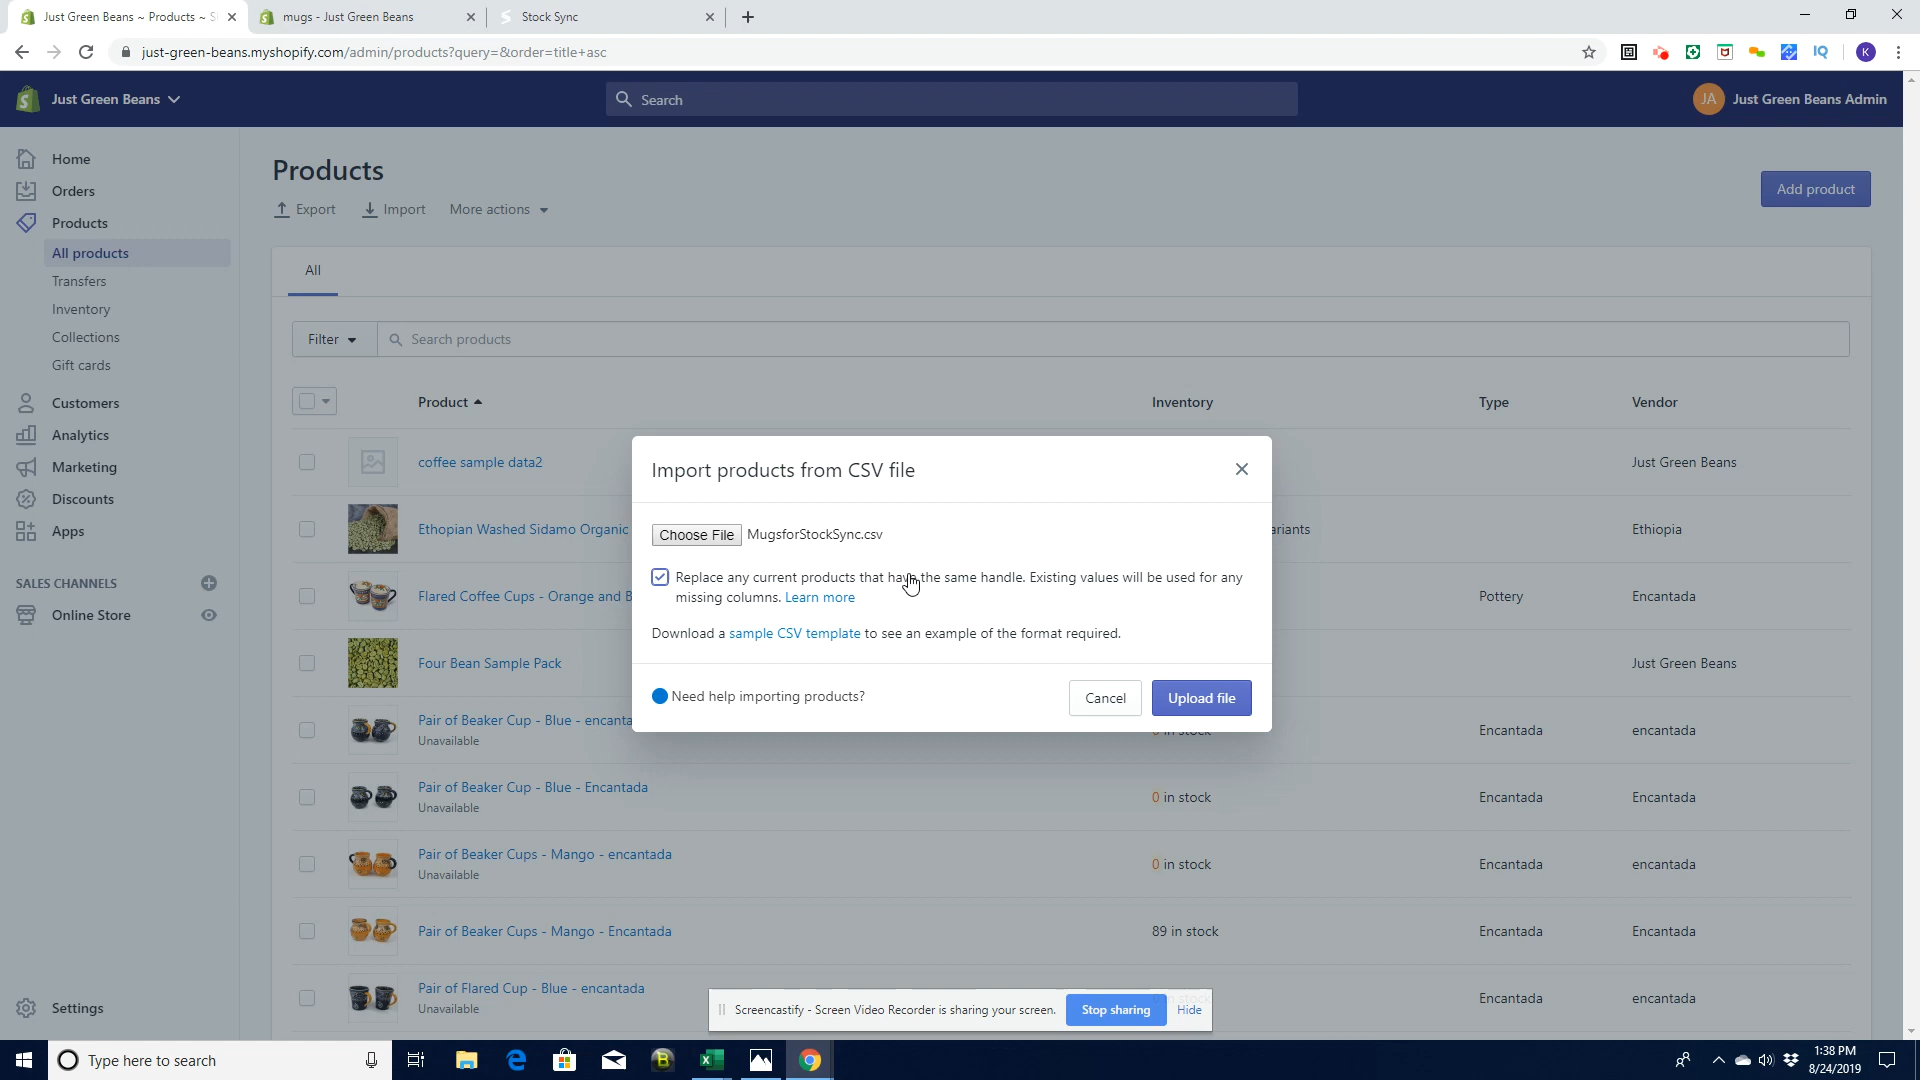 Just Green Beans ~ Products ~ S
mugs - Just Green Beans
Stock Sync
just-green-beans.myshopify.com/admin/products?query=&order=title+asc
IQ
K
Just Green Beans
Search
JA
Just Green Beans Admin
Home
Orders
Products
All products
Transfers
Inventory
Collections
Gift cards
Customers
Analytics
Marketing
Discounts
Apps
SALES CHANNELS
Online Store
Settings
Products
Export
Import
More actions
Add product
All
Filter
Search products
Product
Inventory
Type
Vendor
coffee sample data2
Just Green Beans
Ethopian Washed Sidamo Organic
ariants
Ethiopia
Flared Coffee Cups - Orange and B
Pottery
Encantada
Four Bean Sample Pack
Just Green Beans
Pair of Beaker Cup - Blue - encanta
Unavailable
Encantada
encantada
Pair of Beaker Cup - Blue - Encantada
Unavailable
0 in stock
Encantada
Encantada
Pair of Beaker Cups - Mango - encantada
Unavailable
0 in stock
Encantada
encantada
Pair of Beaker Cups - Mango - Encantada
89 in stock
Encantada
Encantada
Pair of Flared Cup - Blue - encantada
Unavailable
Encantada
encantada
Import products from CSV file
Choose File MugsforStockSync.csv
Replace any current products that have the same handle. Existing values will be used for any
missing columns. Learn more
Download a sample CSV template to see an example of the format required.
Need help importing products?
Cancel
Upload file
Screencastify - Screen Video Recorder is sharing your screen.
Stop sharing
Hide
Type here to search
1:38 PM
8/24/2019